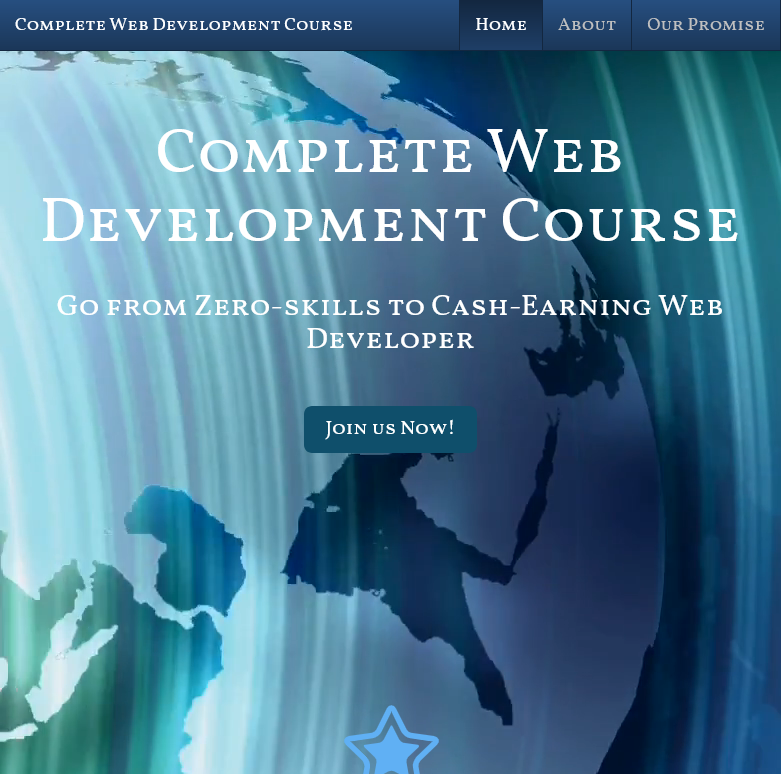 Complete Web Development Course Home About Our Promise
Complete Web
Development Course
Go from Zero-skills to Cash-Earning Web
Developer
Join us Now!